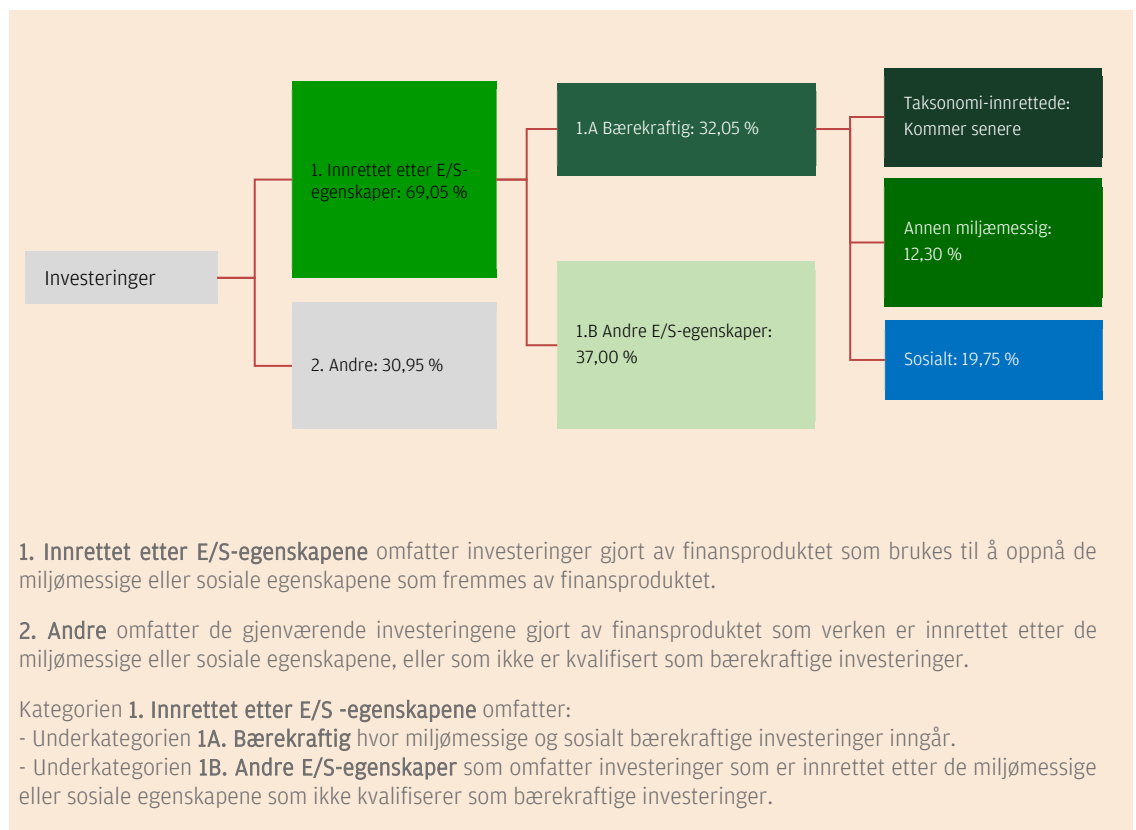 Investeringer
1. Innrettet etter E/S-
egenskaper: 69,05 %
2. Andre: 30,95 %
1.A Bærekraftig: 32,05 %
1.B Andre E/S-egenskaper:
37,00 %
Taksonomi-innrettede:
Kommer senere
Annen miljæmessig:
12,30 %
Sosialt: 19,75 %
1. Innrettet etter E/S-egenskapene omfatter investeringer gjort av finansproduktet som brukes til å oppnå de
miljømessige eller sosiale egenskapene som fremmes av finansproduktet.
2. Andre omfatter de gjenværende investeringene gjort av finansproduktet som verken er innrettet etter de
miljømessige eller sosiale egenskapene, eller som ikke er kvalifisert som bærekraftige investeringer.
Kategorien 1. Innrettet etter E/S -egenskapene omfatter:
- Underkategorien 1A. Bærekraftig hvor miljømessige og sosialt bærekraftige investeringer inngår.
- Underkategorien 1B. Andre E/S-egenskaper som omfatter investeringer som er innrettet etter de miljømessige
eller sosiale egenskapene som ikke kvalifiserer som bærekraftige investeringer.